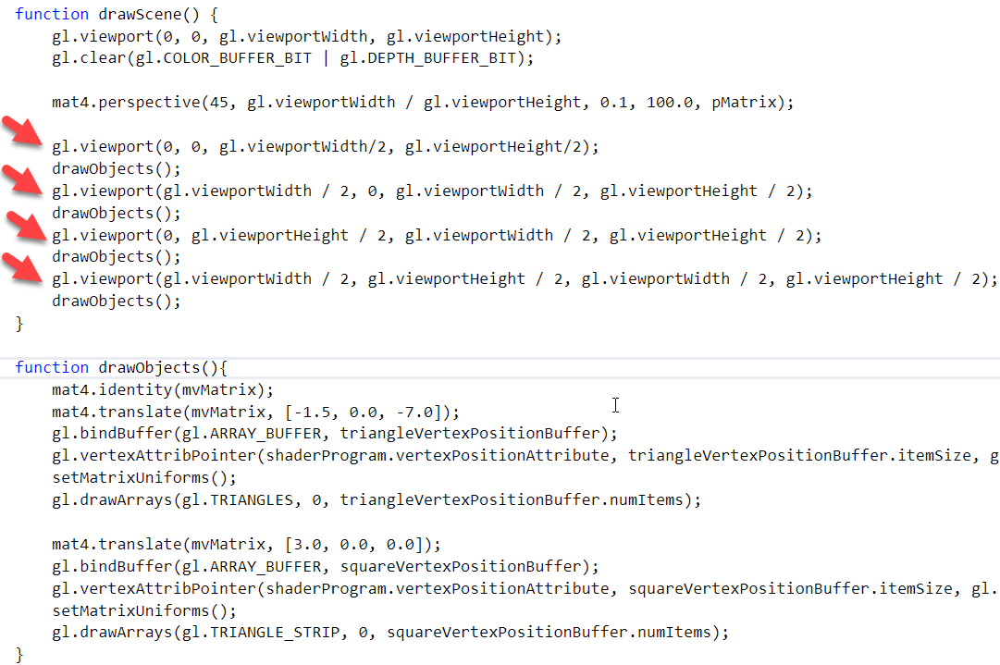 function drawScene() {
gl.viewport(0, 0, gl.viewportWidth, gl.viewportHeight);
gl.clear(gl.COLOR_BUFFER_BIT | gl.DEPTH_BUFFER_BIT);
mat4.perspective(45, gl.viewportWidth / gl.viewportHeight, 0.1, 100.0, pMatrix);
gl.viewport(0, 0, gl.viewportWidth/2, gl.viewportHeight/2);
drawObjects();
gl.viewport(gl.viewportWidth / 2, 0, gl.viewportWidth / 2, gl.viewportHeight / 2);
drawObjects();
gl.viewport(0, gl.viewportHeight / 2, gl.viewportWidth / 2, gl.viewportHeight / 2);
drawObjects();
gl.viewport(gl.viewportWidth / 2, gl.viewportHeight / 2, gl.viewportWidth / 2, gl.viewportHeight / 2);
drawObjects();
}
function drawObjects(){
mat4.identity(mvMatrix);
mat4.translate(mvMatrix, [-1.5, 0.0, -7.0]);
gl.bindBuffer(gl.ARRAY_BUFFER, triangleVertexPositionBuffer);
gl.vertexAttribPointer(shaderProgram.vertexPositionAttribute, triangleVertexPositionBuffer.itemSize, g
setMatrixUniforms();
gl.drawArrays(gl.TRIANGLES, 0, triangleVertexPositionBuffer.numItems);
mat4.translate(mvMatrix, [3.0, 0.0, 0.0]);
gl.bindBuffer(gl.ARRAY_BUFFER, squareVertexPositionBuffer);
gl.vertexAttribPointer(shaderProgram.vertexPositionAttribute, squareVertexPositionBuffer.itemSize, gl.
setMatrixUniforms();
gl.drawArrays(gl.TRIANGLE_STRIP, 0, squareVertexPositionBuffer.numItems);
}